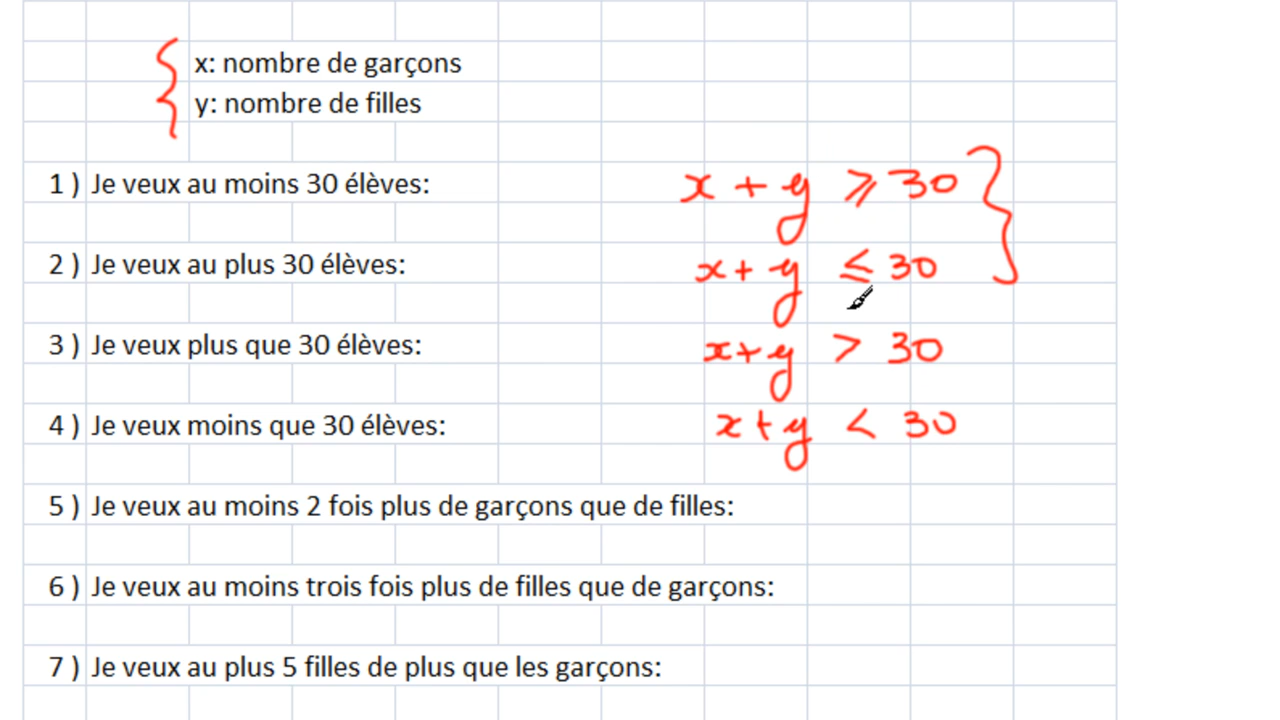 x: nombre de garçons
y: nombre de filles
1 ) Je veux au moins 30 élèves: x + y ⩾ 30
2 ) Je veux au plus 30 élèves: x + y ≤ 30
3 ) Je veux plus que 30 élèves: x + y > 30
4 ) Je veux moins que 30 élèves: x + y < 30
5 ) Je veux au moins 2 fois plus de garçons que de filles:
6 ) Je veux au moins trois fois plus de filles que de garçons:
7 ) Je veux au plus 5 filles de plus que les garçons: